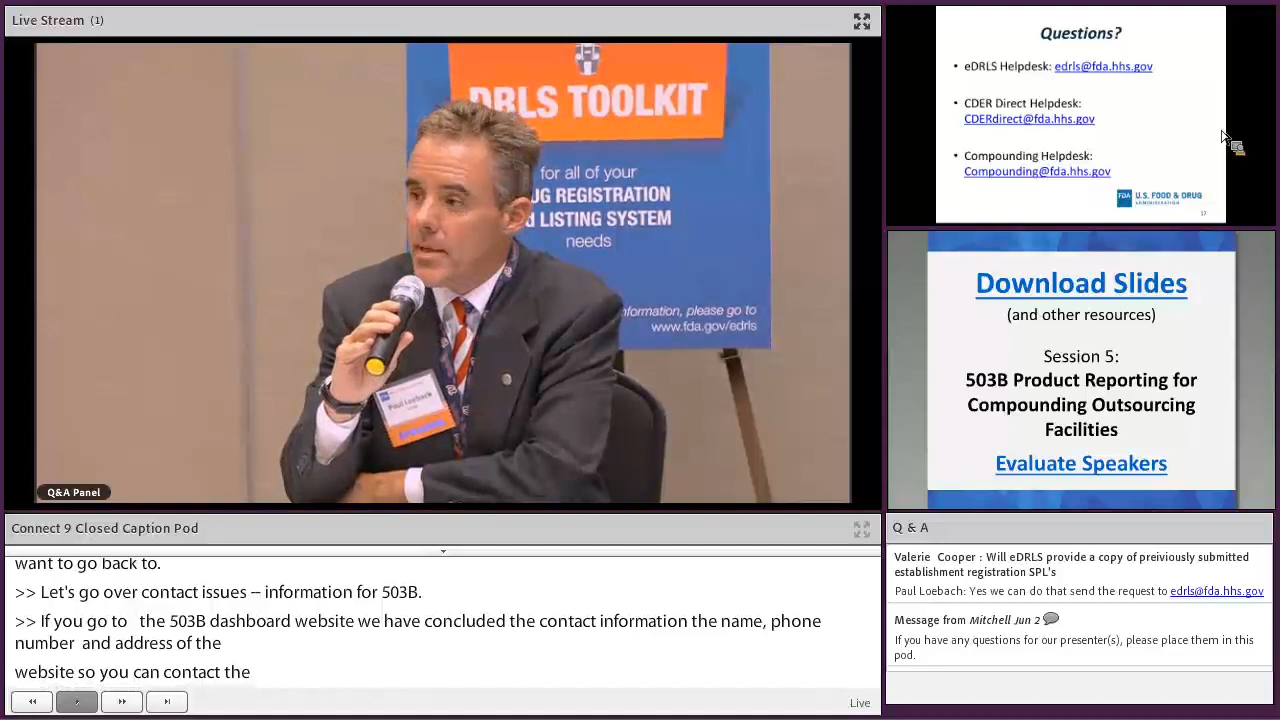 Live Stream (1)
DRLS TOOLKIT
for all of your
UG REGISTRATION
D LISTING SYSTEM
needs
nformation, please go to
www.fda.gov/edrls
Paul Loebach
Q&A Panel
Questions?
• eDRLS Helpdesk: edrls@fda.hhs.gov
• CDER Direct Helpdesk:
CDERdirect@fda.hhs.gov
• Compounding Helpdesk:
Compounding@fda.hhs.gov
FDA U.S. FOOD & DRUG
ADMINISTRATION
17
Download Slides
(and other resources)
Session 5:
503B Product Reporting for
Compounding Outsourcing
Facilities
Evaluate Speakers
Connect 9 Closed Caption Pod
want to go back to.
>> Let's go over contact issues -- information for 503B.
>> If you go to the 503B dashboard website we have concluded the contact information the name, phone
number and address of the
website so you can contact the
Live
Q & A
Valerie Cooper : Will eDRLS provide a copy of preiviously submitted
establishment registration SPL's
Paul Loebach: Yes we can do that send the request to edrls@fda.hhs.gov
Message from Mitchell Jun 2
If you have any questions for our presenter(s), please place them in this
pod.